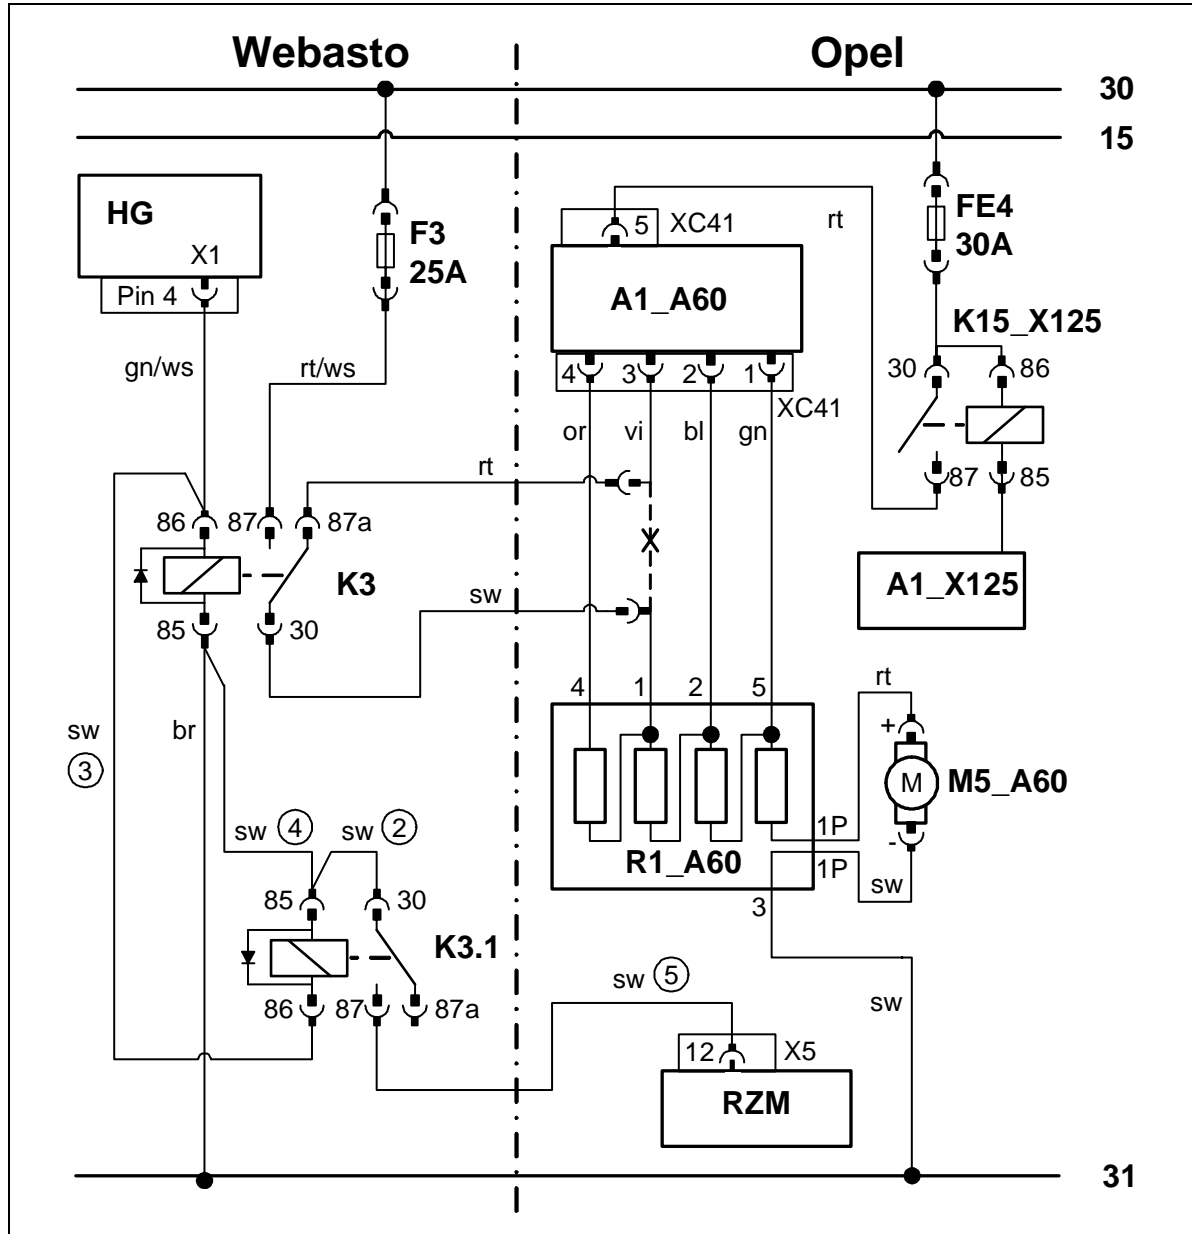 Webasto Opel
30
15
HG
X1
Pin 4
F3
25A
5 XC41
rt
FE4
30A
A1_A60
K15_X125
gn/ws rt/ws
4 3 2 1
XC41
30 86
or vi bl gn
rt
87 85
86 87 87a
K3
A1_X125
sw
85 30
4 1 2 5
rt
sw
3
br
+
M
M5_A60
sw 4 sw 2
1P
R1_A60
1P
-
sw
85 30
3
K3.1
sw 5
sw
86 87 87a
12 X5
RZM
31